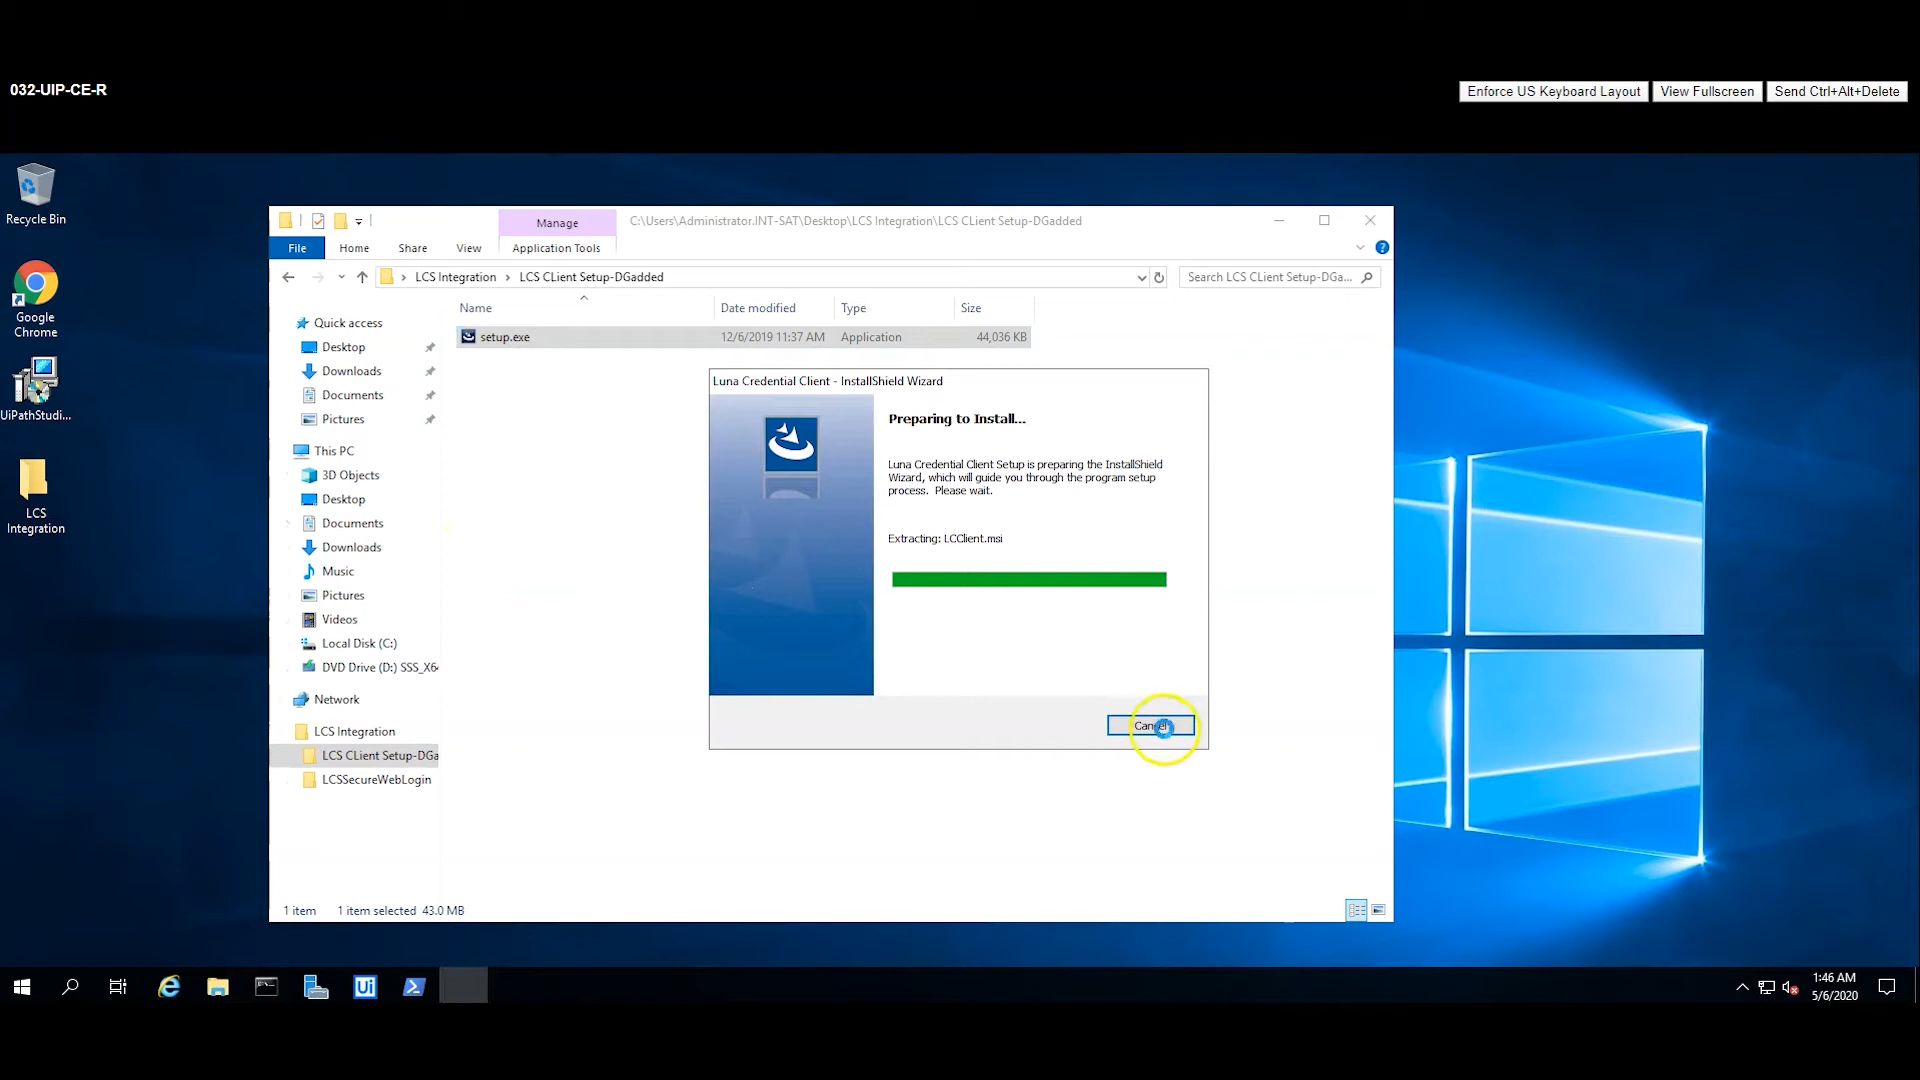 032-UIP-CE-R
Enforce US Keyboard Layout
View Fullscreen
Send Ctrl+Alt+Delete
Recycle Bin
Google
Chrome
UiPathStudi...
LCS
Integration
Manage
C:\Users\Administrator.INT-SAT\Desktop\LCS Integration\LCS CLient Setup-DGadded
File
Home
Share
View
Application Tools
LCS Integration
LCS CLient Setup-DGadded
Search LCS CLient Setup-DGa...
Name
Date modified
Type
Size
setup.exe
12/6/2019 11:37 AM
Application
44,036 KB
Quick access
Desktop
Downloads
Documents
Pictures
This PC
3D Objects
Desktop
Documents
Downloads
Music
Pictures
Videos
Local Disk (C:)
DVD Drive (D:) SSS_X6
Network
LCS Integration
LCS CLient Setup-DGa
LCSSecureWebLogin
Luna Credential Client - InstallShield Wizard
Preparing to Install...
Luna Credential Client Setup is preparing the InstallShield
Wizard, which will guide you through the program setup
process. Please wait.
Extracting: LCClient.msi
Cancel
1 item
1 item selected 43.0 MB
Ui
1:46 AM
5/6/2020